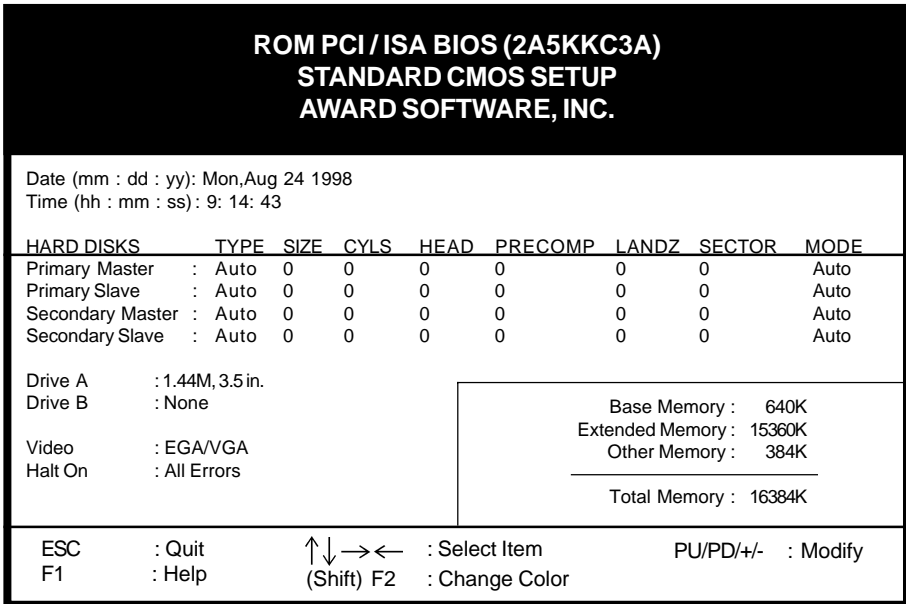 ROM PCI / ISA BIOS (2A5KKC3A)
STANDARD CMOS SETUP
AWARD SOFTWARE, INC.
Date (mm : dd : yy): Mon,Aug 24 1998
Time (hh : mm : ss) : 9: 14: 43
HARD DISKS TYPE SIZE CYLS HEAD PRECOMP LANDZ SECTOR MODE
Primary Master : Auto 0 0 0 0 0 0 Auto
Primary Slave : Auto 0 0 0 0 0 0 Auto
Secondary Master : Auto 0 0 0 0 0 0 Auto
Secondary Slave : Auto 0 0 0 0 0 0 Auto
Drive A : 1.44M, 3.5 in.
Drive B : None
Video : EGA/VGA
Halt On : All Errors
Base Memory : 640K
Extended Memory : 15360K
Other Memory : 384K
Total Memory : 16384K
ESC : Quit ↑↓→← : Select Item PU/PD/+/- : Modify
F1 : Help (Shift) F2 : Change Color